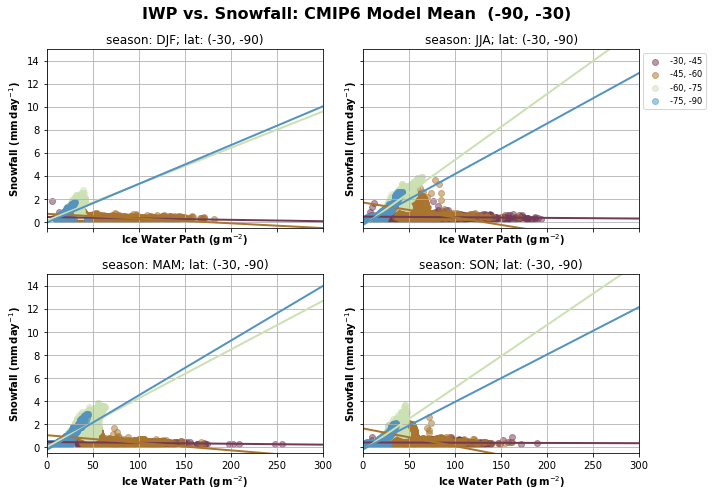 IWP vs. Snowfall: CMIP6 Model Mean  (-90, -30)
season: DJF; lat: (-30, -90)
14
12
10
8
6
4
2
0
Snowfall (mm day⁻¹)
Ice Water Path (g m⁻²)
season: JJA; lat: (-30, -90)
Snowfall (mm day⁻¹)
Ice Water Path (g m⁻²)
-30, -45
-45, -60
-60, -75
-75, -90
season: MAM; lat: (-30, -90)
14
12
10
8
6
4
2
0
Snowfall (mm day⁻¹)
0 50 100 150 200 250 300
Ice Water Path (g m⁻²)
season: SON; lat: (-30, -90)
Snowfall (mm day⁻¹)
0 50 100 150 200 250 300
Ice Water Path (g m⁻²)